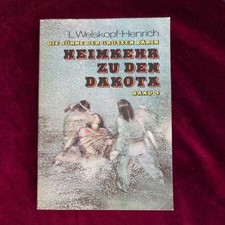 L. Welskopf-Henrich
DIE SÖHNE DER GROSSEN BÄRIN
HEIMKEHR
ZU DEN
DAKOTA
BAND 4